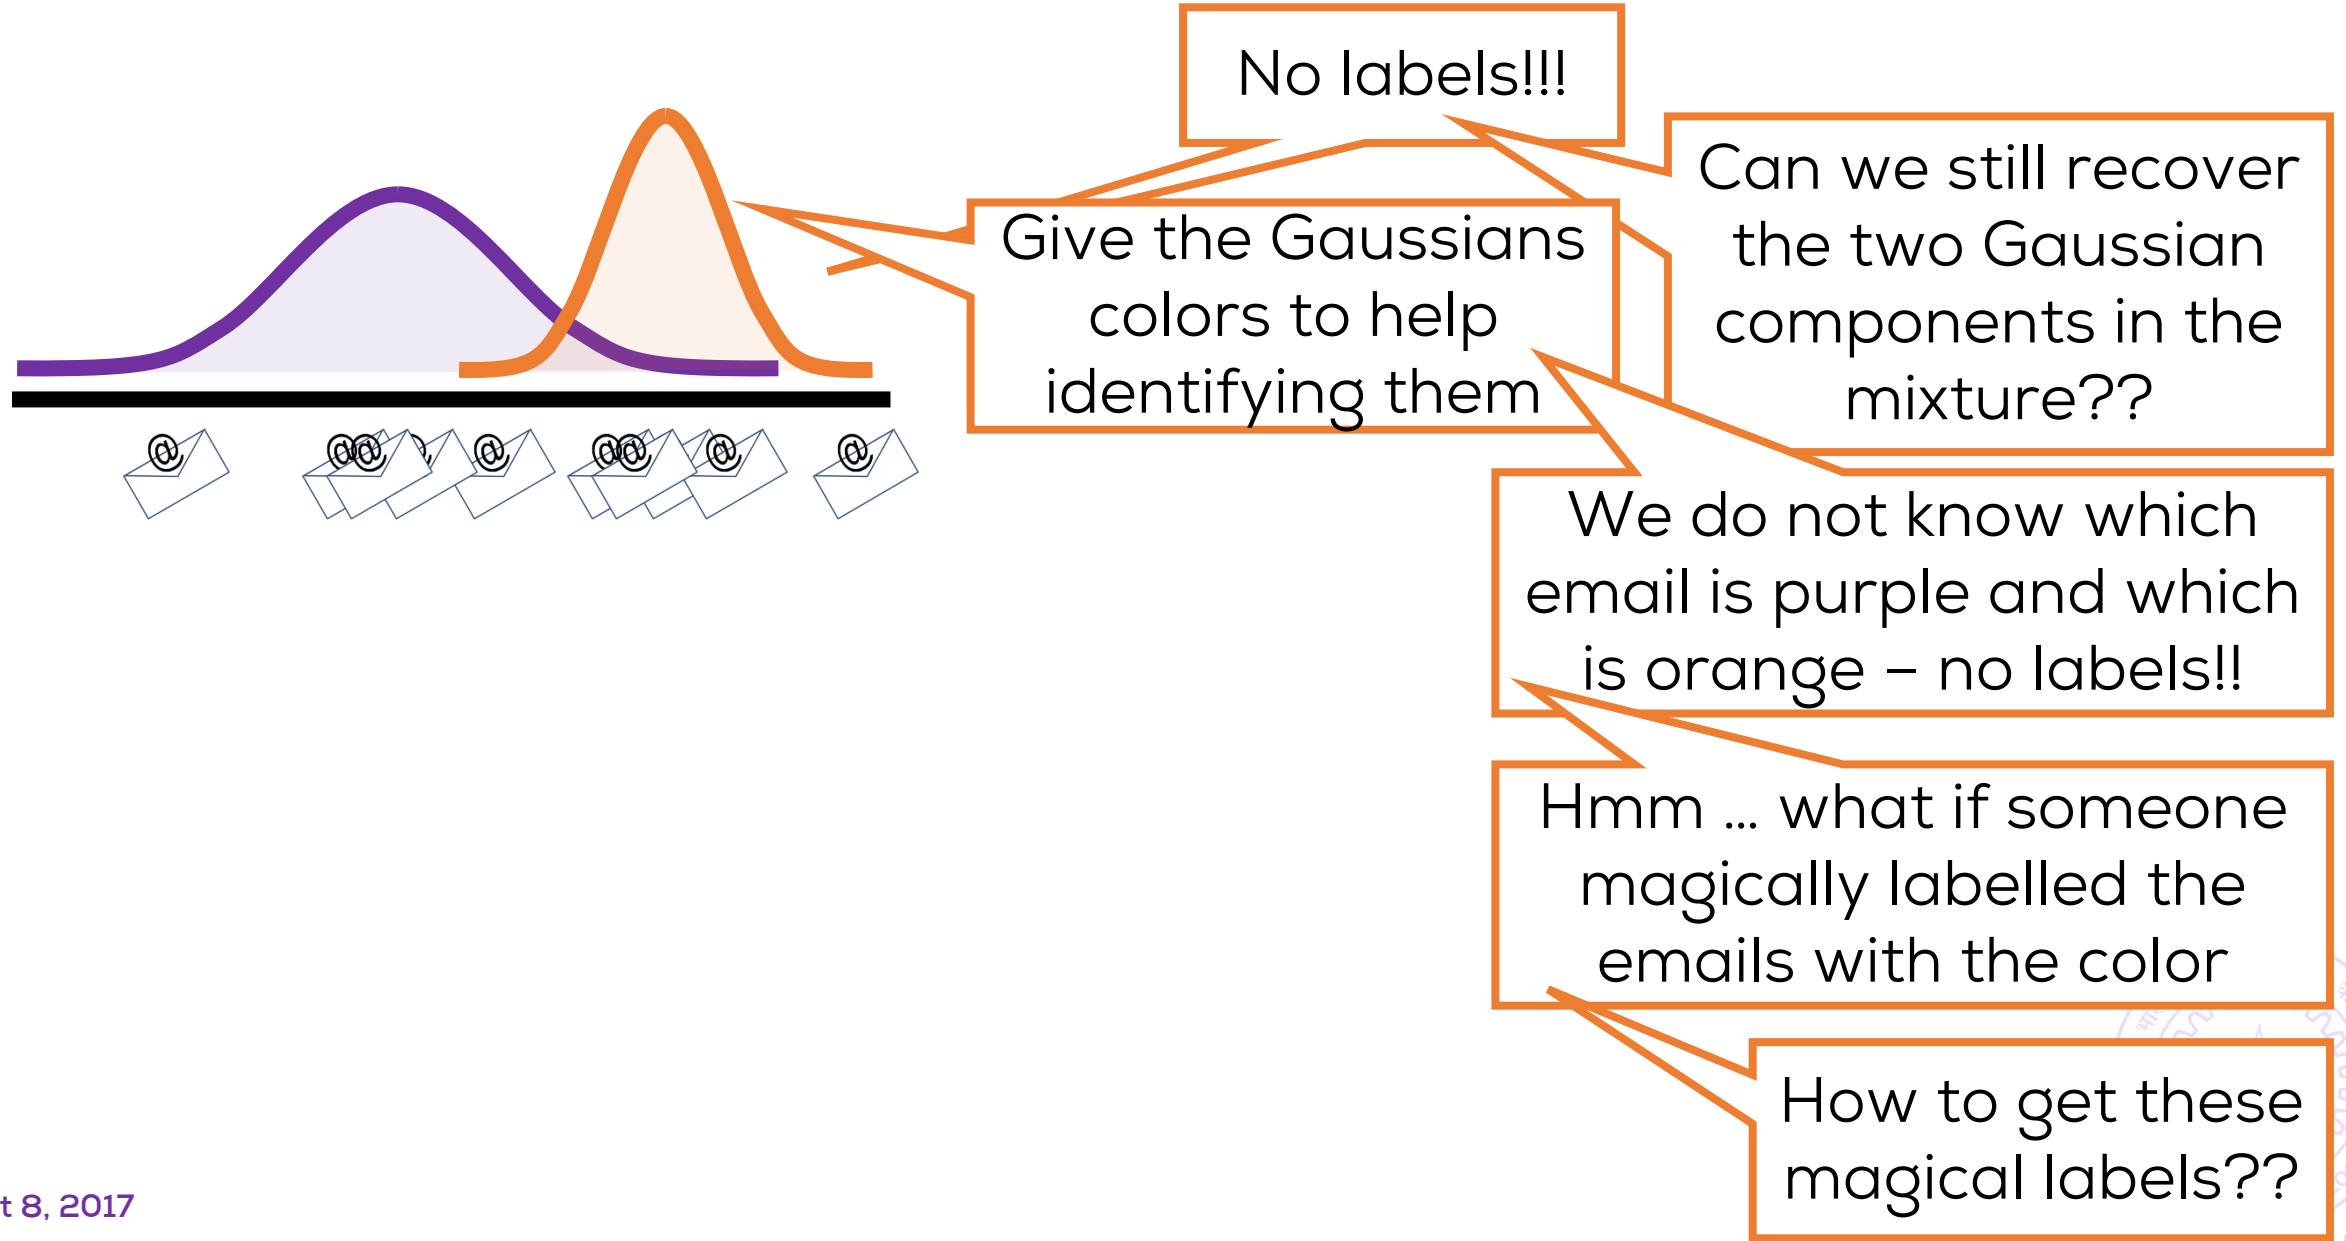 No labels!!!
Can we still recover
the two Gaussian
components in the
mixture??
Give the Gaussians
colors to help
identifying them
@ @ @ @ @ @ @ @ @
We do not know which
email is purple and which
is orange – no labels!!
Hmm ... what if someone
magically labelled the
emails with the color
How to get these
magical labels??
t 8, 2017